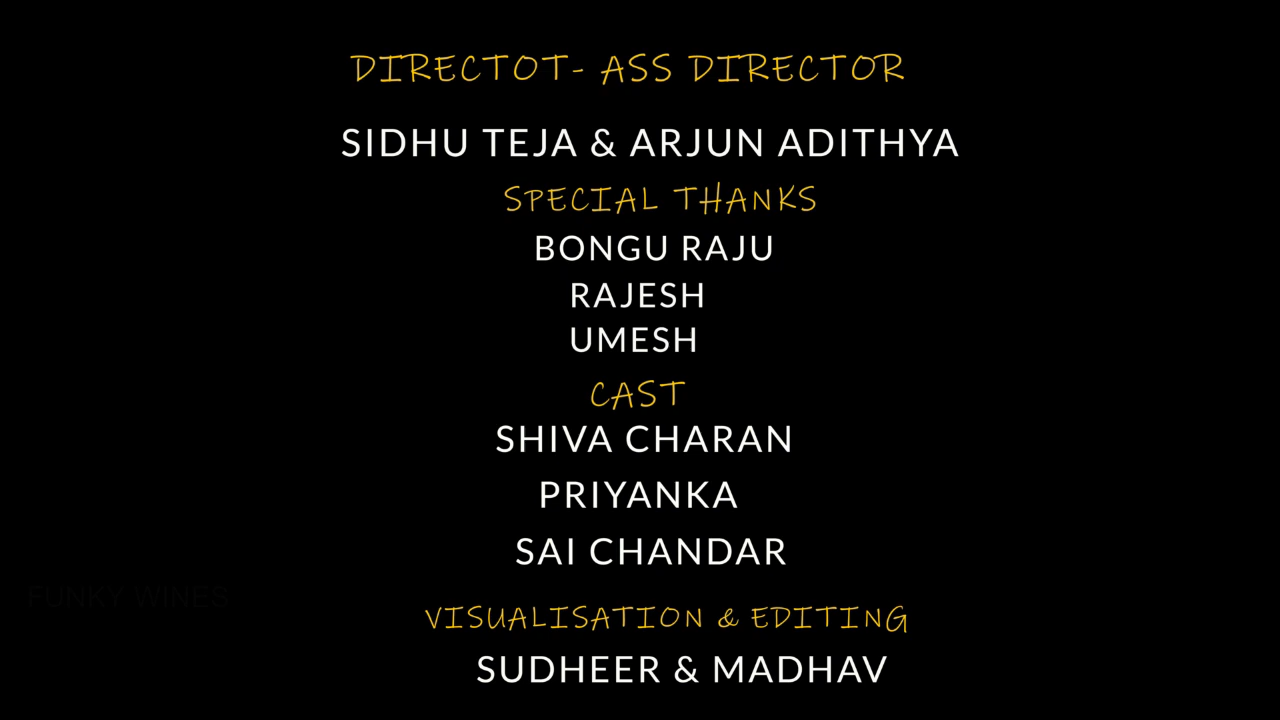 DIRECTOT- ASS DIRECTOR
SIDHU TEJA & ARJUN ADITHYA
SPECIAL THANKS
BONGU RAJU
RAJESH
UMESH
CAST
SHIVA CHARAN
PRIYANKA
SAI CHANDAR
FUNKY WINES
VISUALISATION & EDITING
SUDHEER & MADHAV